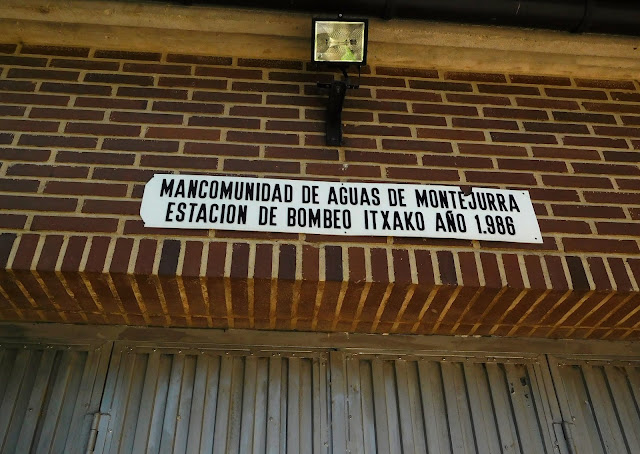 MANCOMUNIDAD DE AGUAS DE MONTEJURRA
ESTACION DE BOMBEO ITXAKO AÑO 1.986